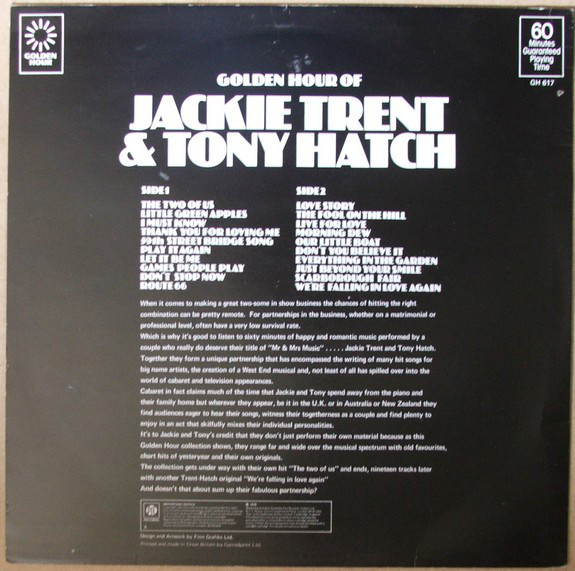 GOLDEN
HOUR
60
Minutes
Guaranteed
Playing
Time
GH 617
GOLDEN HOUR OF
JACKIE TRENT
& TONY HATCH
SIDE 1
THE TWO OF US
LITTLE GREEN APPLES
I MUST KNOW
THANK YOU FOR LOVING ME
59th STREET BRIDGE SONG
PLAY IT AGAIN
LET IT BE ME
GAMES PEOPLE PLAY
DON'T STOP NOW
ROUTE 66
SIDE 2
LOVE STORY
THE FOOL ON THE HILL
LIVE FOR LOVE
MORNING DEW
OUR LITTLE BOAT
DON'T YOU BELIEVE IT
EVERYTHING IN THE GARDEN
JUST BEYOND YOUR SMILE
SCARBOROUGH FAIR
WE'RE FALLING IN LOVE AGAIN
When it comes to making a great two-some in show business the chances of hitting the right
combination can be pretty remote. For partnerships in the business, whether on a matrimonial or
professional level, often have a very low survival rate.
Which is why it's good to listen to sixty minutes of happy and romantic music performed by a
couple who really do deserve their title of "Mr & Mrs Music" . . . . . Jackie Trent and Tony Hatch.
Together they form a unique partnership that has encompassed the writing of many hit songs for
big name artists, the creation of a West End musical and, not least of all has spilled over into the
world of cabaret and television appearances.
Cabaret in fact claims much of the time that Jackie and Tony spend away from the piano and
their family home but wherever they appear, be it in the U.K. or in Australia or New Zealand they
find audiences eager to hear their songs, witness their togetherness as a couple and find plenty to
enjoy in an act that skilfully mixes their individual personalities.
It's to Jackie and Tony's credit that they don't just perform their own material because as this
Golden Hour collection shows, they range far and wide over the musical spectrum with old favourites,
chart hits of yesteryear and their own originals.
The collection gets under way with their own hit "The two of us" and ends, nineteen tracks later
with another Trent-Hatch original "We're falling in love again"
And doesn't that about sum up their fabulous partnership?
Design and Artwork by Finn Grafiks Ltd.
Printed and made in Great Britain by Garrodprint Ltd.